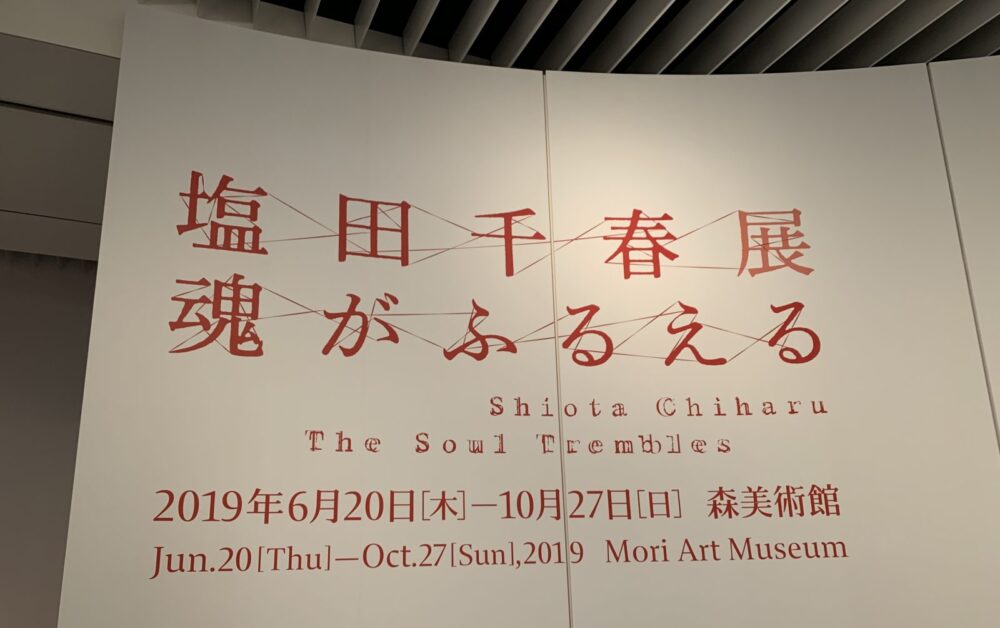 塩田千春展
魂がふるえる
Shiota Chiharu
The Soul Trembles
2019年6月20日[木]―10月27日[日] 森美術館
Jun.20[Thu]―Oct.27[Sun],2019 Mori Art Museum